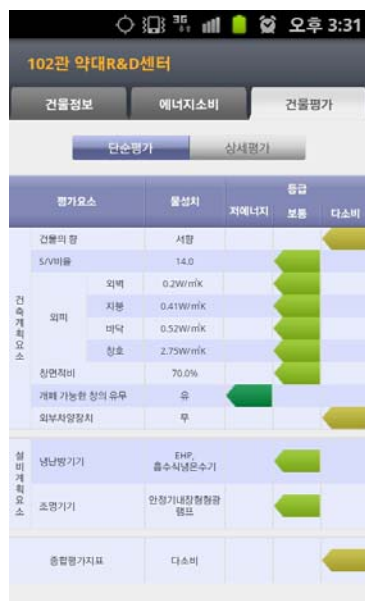 3G
오후 3:31
102관 약대R&D센터
건물정보 에너지소비 건물평가
단순평가 상세평가
평가요소 물성치 등급
저에너지 보통 다소비
건축계획요소
건물의 향 서향
S/V비율 14.0
외피
외벽 0.2W/㎡K
지붕 0.41W/㎡K
바닥 0.52W/㎡K
창호 2.75W/㎡K
창면적비 70.0%
개폐 가능한 창의 유무 유
외부차양장치 무
설비계획요소
냉난방기기 EHP,
흡수식냉온수기
조명기기 안정기내장형형광
램프
종합평가지표 다소비